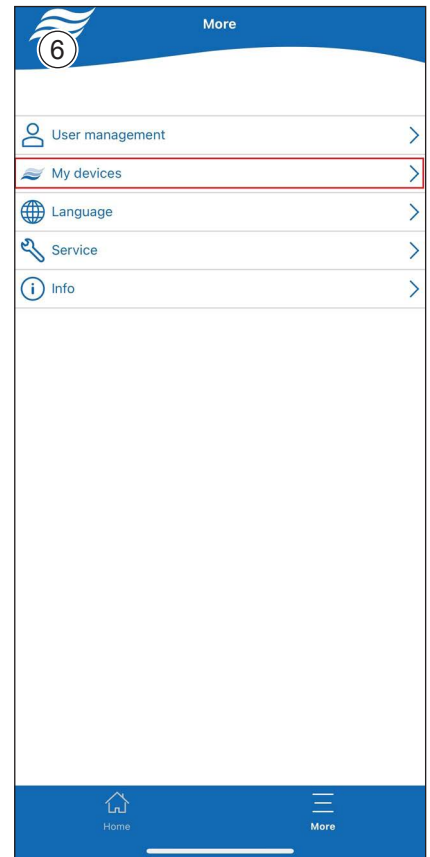 More
6
User management
My devices
Language
Service
Info
Home
More